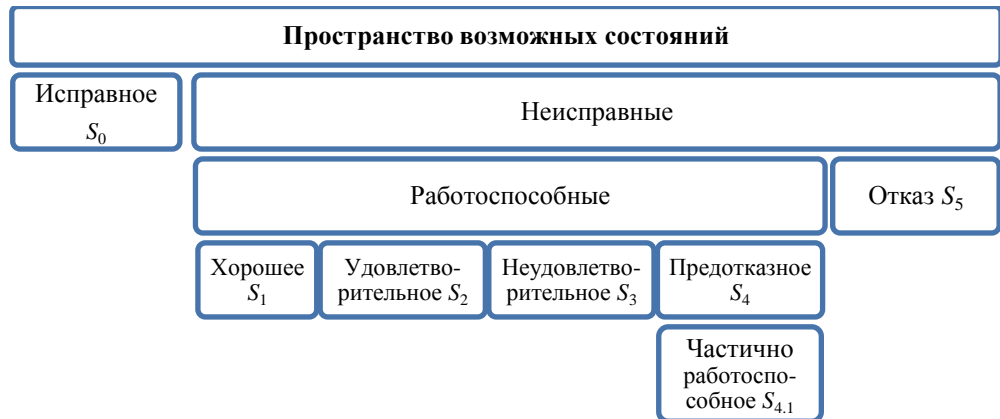 Пространство возможных состояний
Исправное
S₀
Неисправные
Работоспособные
Отказ S₅
Хорошее
S₁
Удовлетво-
рительное S₂
Неудовлетво-
рительное S₃
Предотказное
S₄
Частично
работоспо-
собное S₄.₁